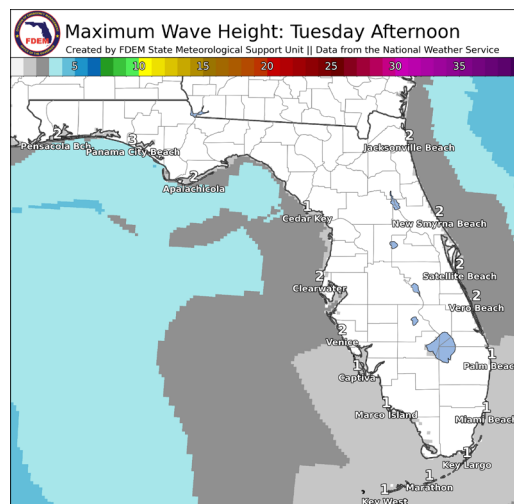 FDEM
Maximum Wave Height: Tuesday Afternoon
Created by FDEM State Meteorological Support Unit || Data from the National Weather Service
5 10 15 20 25 30 35
2
Pensacola Bch
3
Panama City Beach
2
Apalachicola
2
Jacksonville Beach
1
Cedar Key
2
New Smyrna Beach
2
Satellite Beach
2
Clearwater
2
Vero Beach
2
Venice
1
Captiva
1
Palm Beach
1
Marco Island
1
Miami Beach
1
Key Largo
1
Marathon
1
Key West